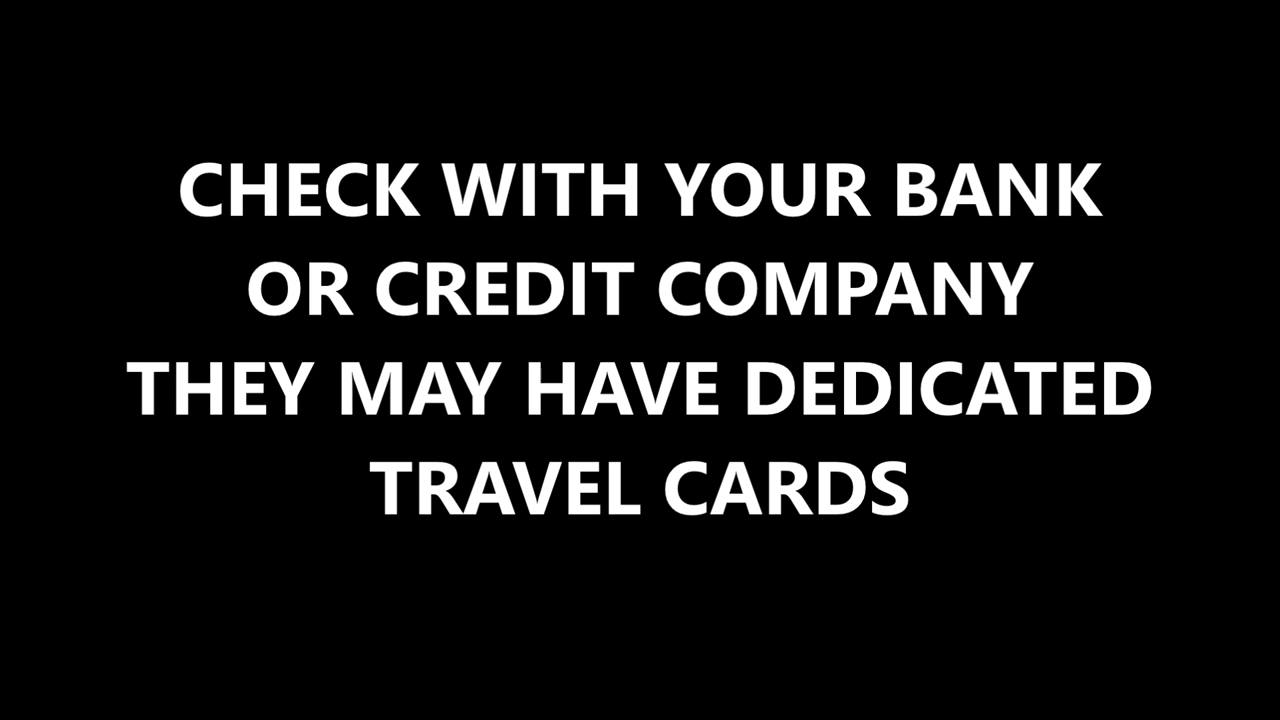 CHECK WITH YOUR BANK
OR CREDIT COMPANY
THEY MAY HAVE DEDICATED
TRAVEL CARDS